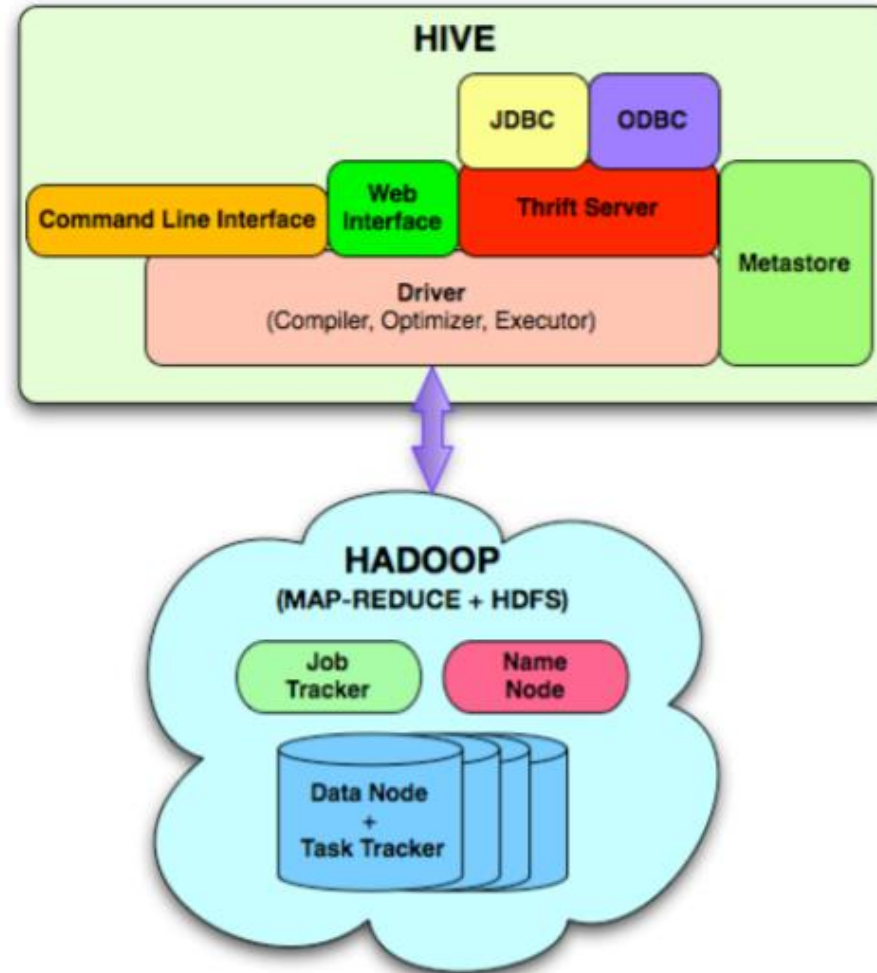 HIVE
JDBC
ODBC
Command Line Interface
Web
Interface
Thrift Server
Metastore
Driver
(Compiler, Optimizer, Executor)
HADOOP
(MAP-REDUCE + HDFS)
Job
Tracker
Name
Node
Data Node
+
Task Tracker